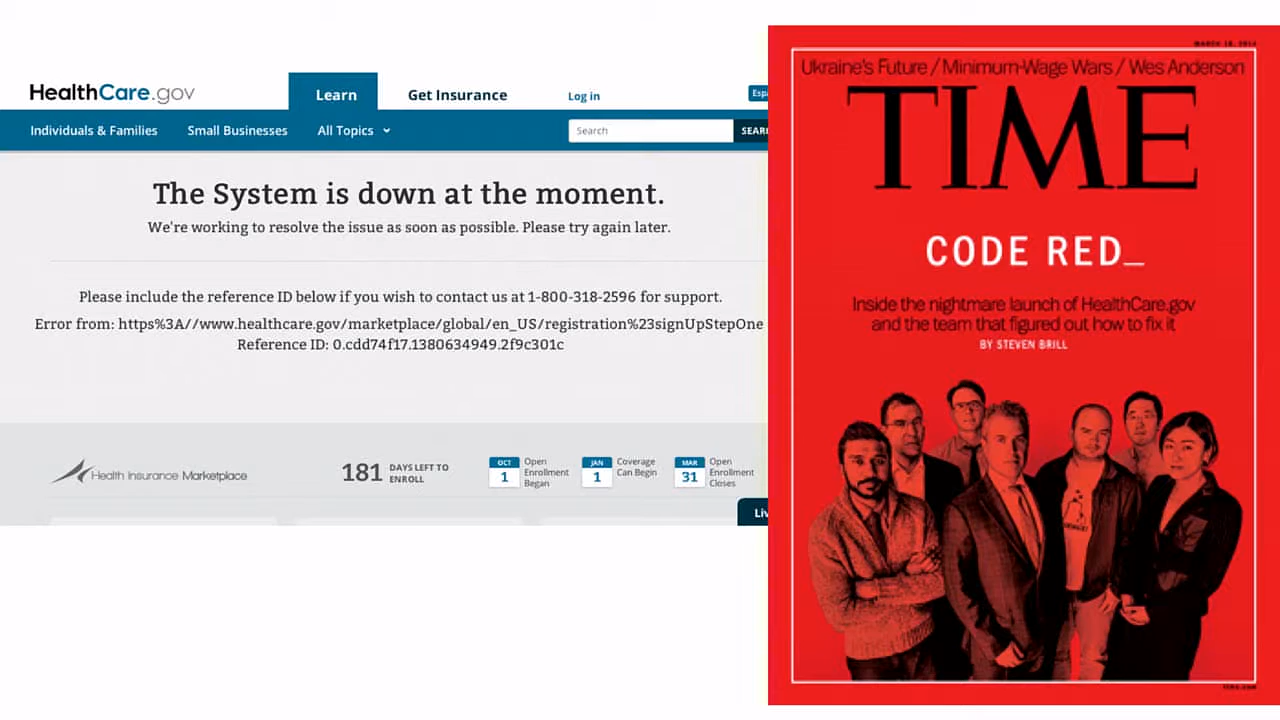 HealthCare.gov
Learn
Get Insurance
Log in
Individuals & Families
Small Businesses
All Topics
Search
The System is down at the moment.
We're working to resolve the issue as soon as possible. Please try again later.
Please include the reference ID below if you wish to contact us at 1-800-318-2596 for support.
Error from: https%3A//www.healthcare.gov/marketplace/global/en_US/registration%23signUpStepOne
Reference ID: 0.cdd74f17.1380634949.2f9c301c
Health Insurance Marketplace
181 DAYS LEFT TO
ENROLL
OCT
1
Open
Enrollment
Began
JAN
1
Coverage
Can Begin
MAR
31
Open
Enrollment
Closes
Ukraine's Future / Minimum-Wage Wars / Wes Anderson
TIME
CODE RED_
Inside the nightmare launch of HealthCare.gov
and the team that figured out how to fix it
BY STEVEN BRILL